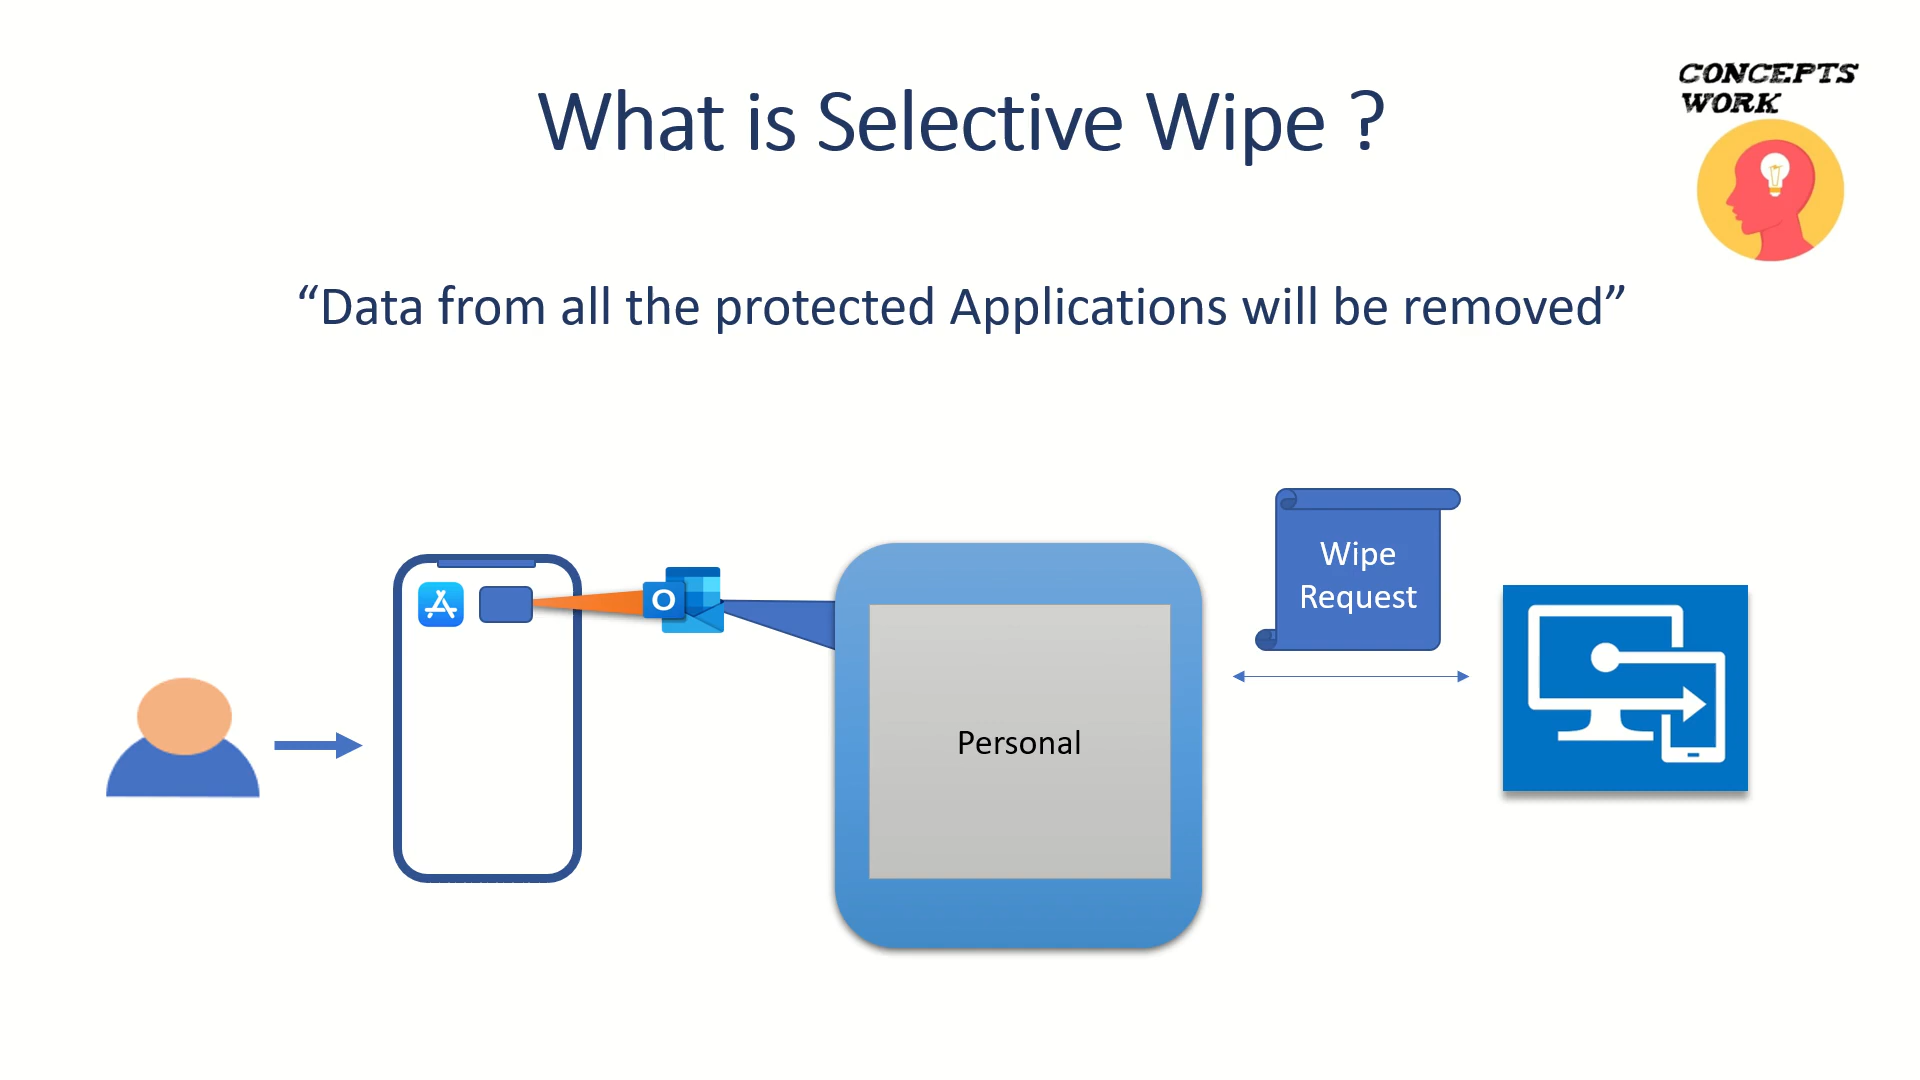 What is Selective Wipe ?
CONCEPTS
WORK
“Data from all the protected Applications will be removed”
Wipe
Request
O
Personal